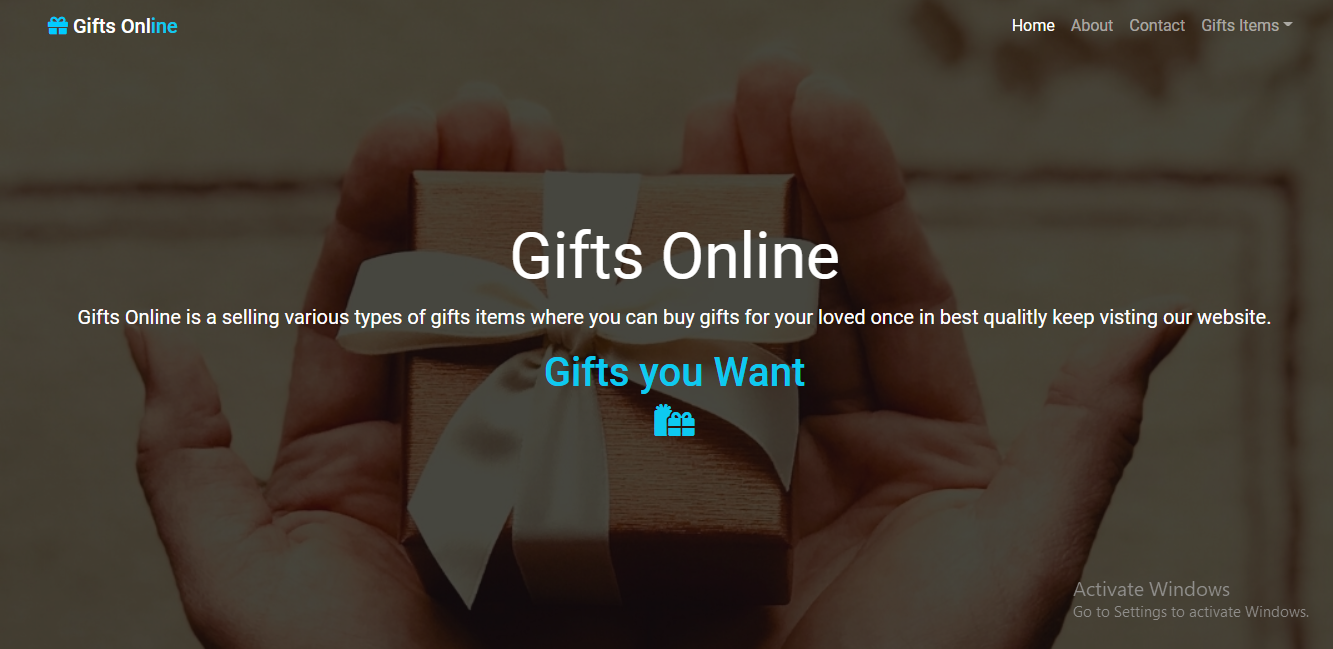 Gifts Online
Home About Contact Gifts Items
Gifts Online
Gifts Online is a selling various types of gifts items where you can buy gifts for your loved once in best qualitly keep visting our website.
Gifts you Want
Activate Windows
Go to Settings to activate Windows.